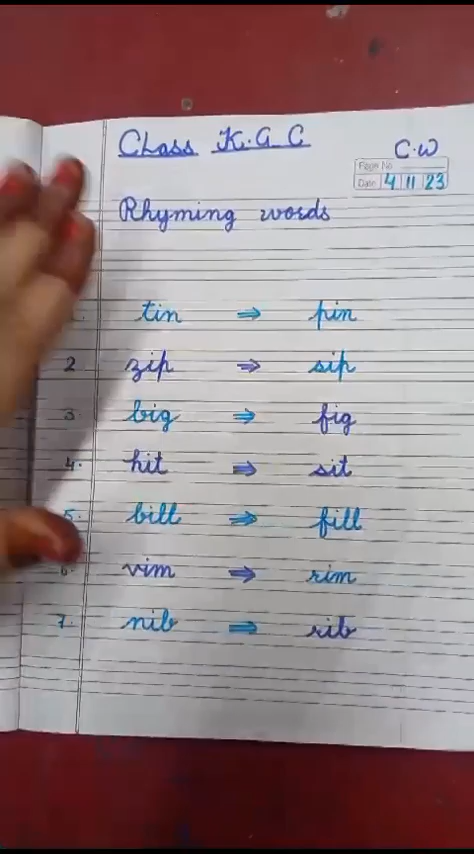 Class K.G C
C.W
Page No
Date 4 11 23
Rhyming words
1. tin ⇒ pin
2 zip ⇒ sip
3 big ⇒ fig
4. hit ⇒ sit
5. bill ⇒ fill
6. vim ⇒ rim
7. nib ⇒ rib